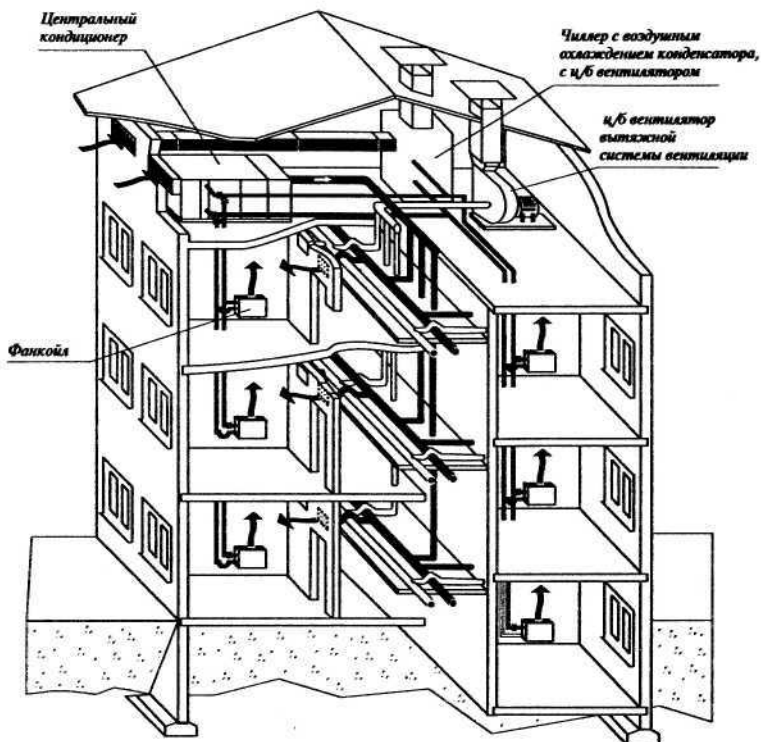 Центральный
кондиционер
Чиллер с воздушным
охлаждением конденсатора,
с ц/б вентилятором
ц/б вентилятор
вытяжной
системы вентиляции
Фанкойл